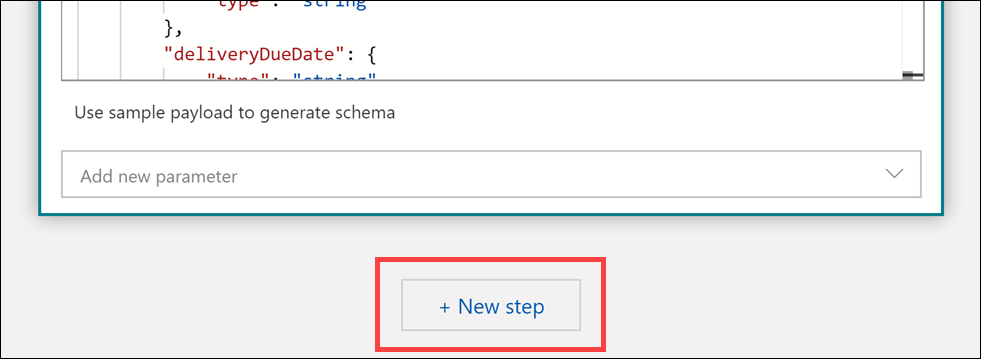 "type": "string"
},
"deliveryDueDate": {
"type": "string"
Use sample payload to generate schema
Add new parameter
+ New step